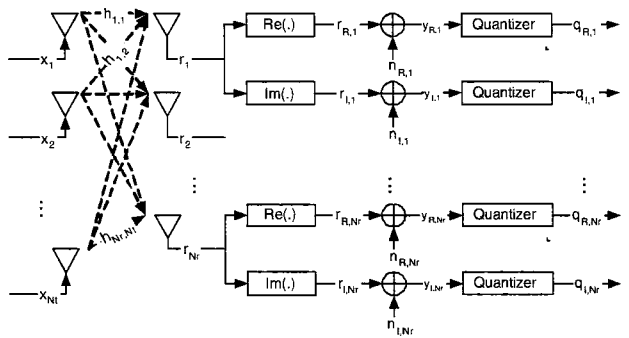 h1,1
h1,2
x1
r1
Re(.)
rR,1
yR,1
Quantizer
qR,1
nR,1
Im(.)
rI,1
yI,1
Quantizer
qI,1
nI,1
x2
r2
hNr,Nt
xNt
rNr
Re(.)
rR,Nr
yR,Nr
Quantizer
qR,Nr
nR,Nr
Im(.)
rI,Nr
yI,Nr
Quantizer
qI,Nr
nI,Nr